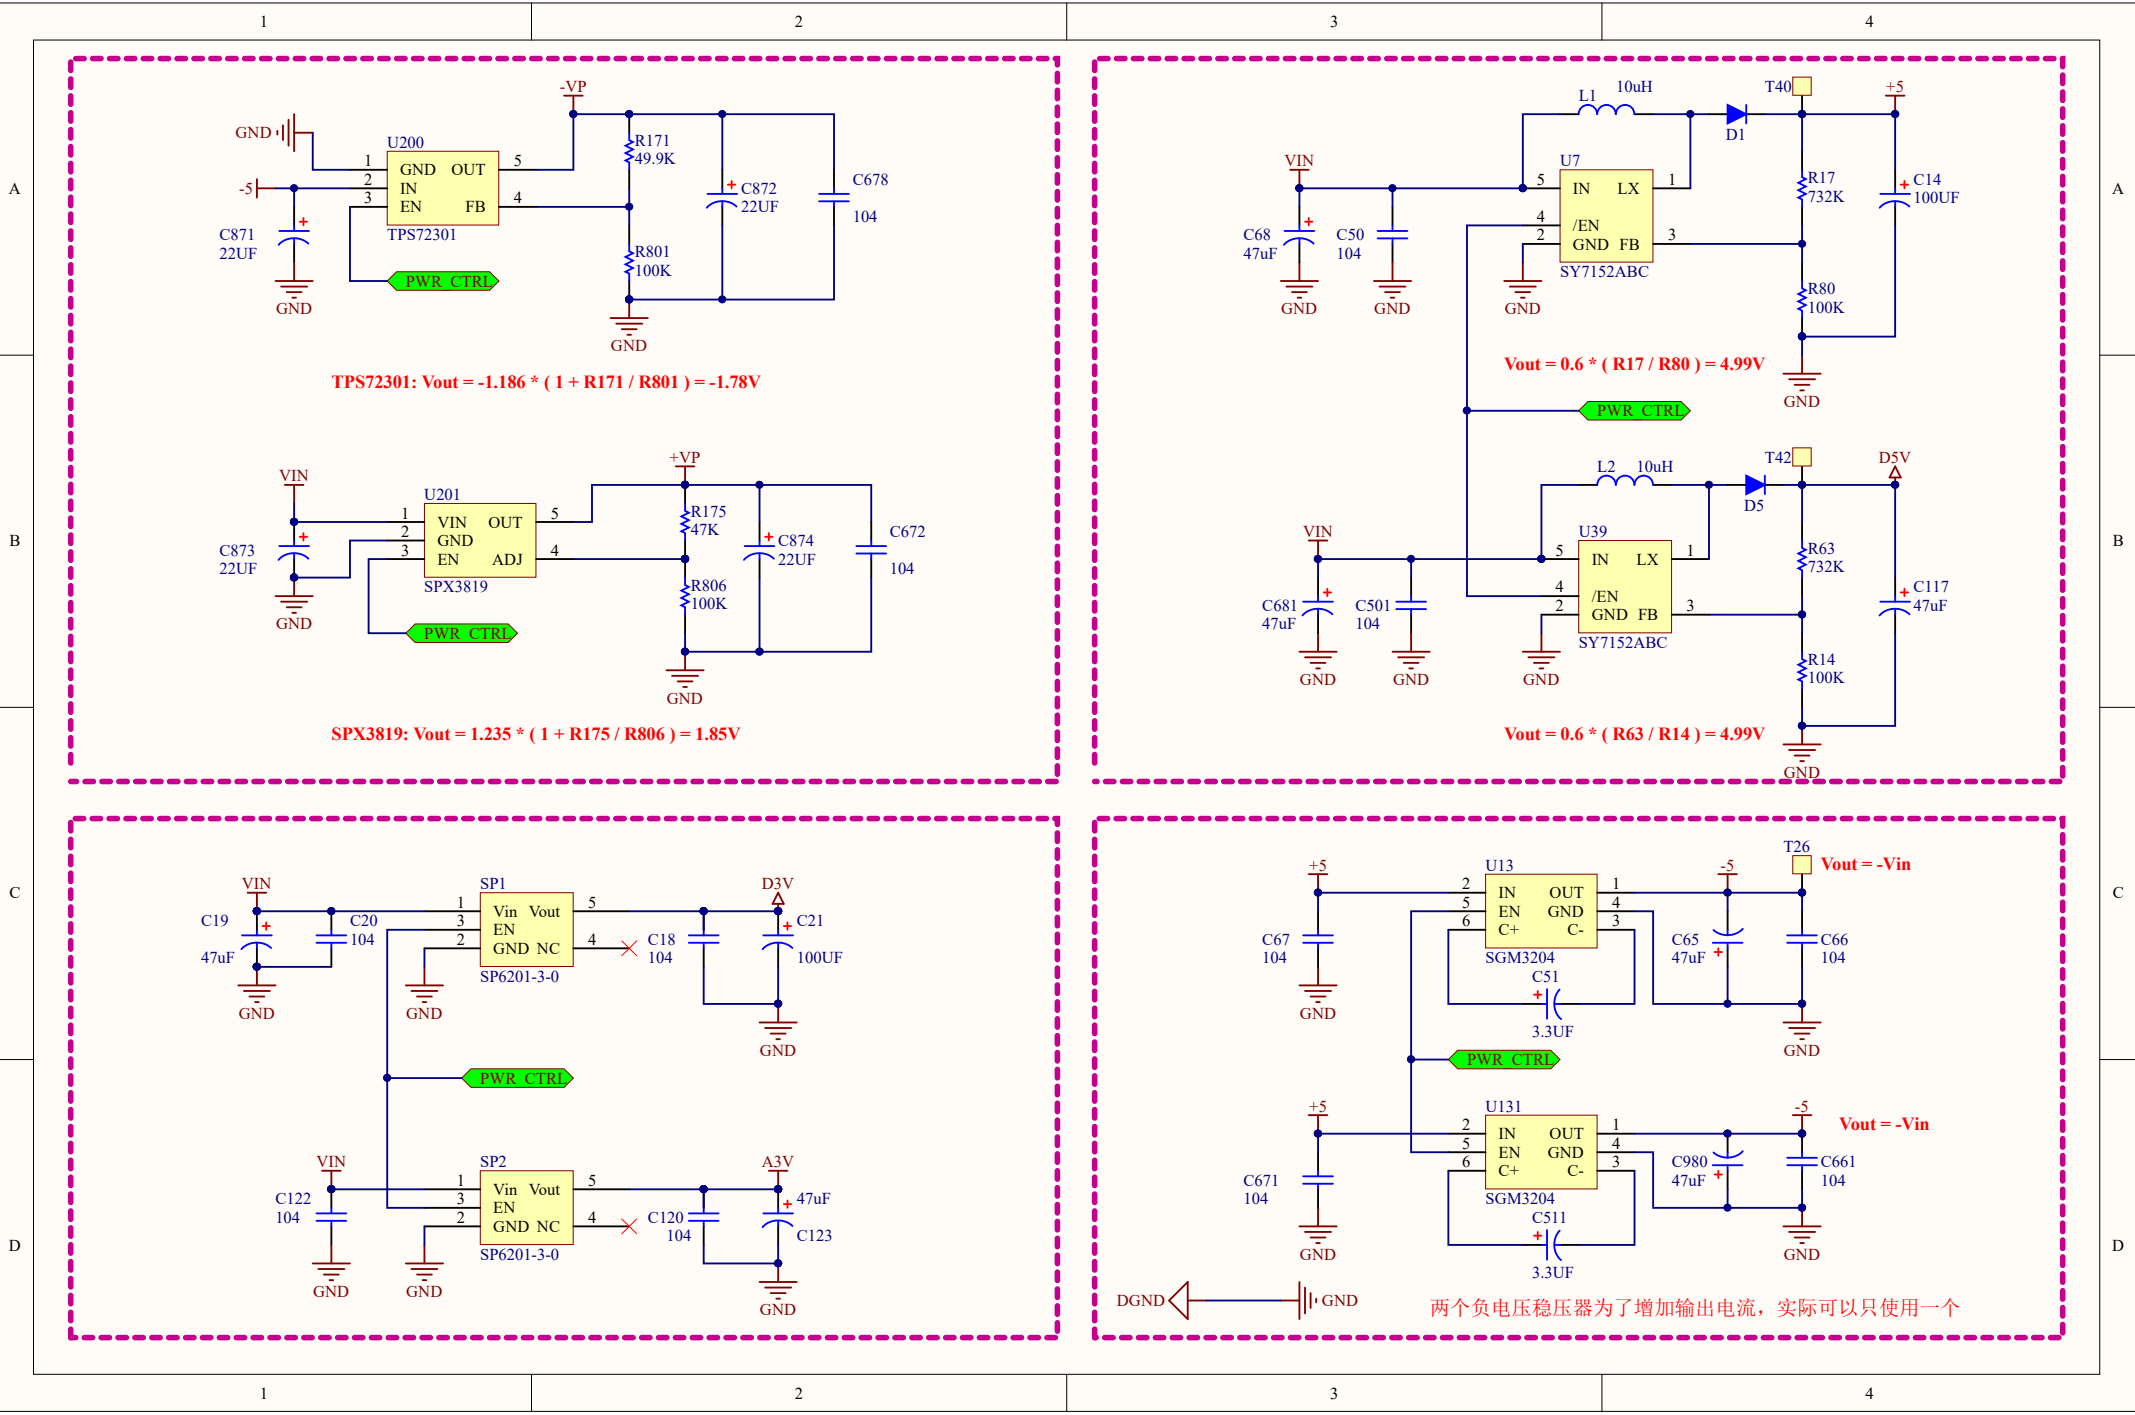 1 2 3 4
A
-VP
GND
U200
1 GND OUT 5
2 IN
3 EN FB 4
TPS72301
-5
C871
22UF
GND
PWR_CTRL
R171
49.9K
R801
100K
C872
22UF
C678
104
GND
TPS72301: Vout = -1.186 * ( 1 + R171 / R801 ) = -1.78V
L1 10uH
D1
T40
+5
VIN
U7
5 IN LX 1
4 /EN
2 GND FB 3
SY7152ABC
C68
47uF
C50
104
GND
GND
GND
R17
732K
R80
100K
C14
100UF
Vout = 0.6 * ( R17 / R80 ) = 4.99V
GND
PWR_CTRL
A
B
VIN
+VP
U201
1 VIN OUT 5
2 GND
3 EN ADJ 4
SPX3819
C873
22UF
GND
PWR_CTRL
R175
47K
R806
100K
C874
22UF
C672
104
GND
SPX3819: Vout = 1.235 * ( 1 + R175 / R806 ) = 1.85V
L2 10uH
D5
T42
D5V
VIN
U39
5 IN LX 1
4 /EN
2 GND FB 3
SY7152ABC
C681
47uF
C501
104
GND
GND
GND
R63
732K
R14
100K
C117
47uF
Vout = 0.6 * ( R63 / R14 ) = 4.99V
GND
B
C
VIN
C19
47uF
C20
104
GND
SP1
1 Vin Vout 5
3 EN
2 GND NC 4
SP6201-3-0
GND
C18
104
D3V
C21
100UF
GND
PWR_CTRL
+5
C67
104
GND
U13
2 IN OUT 1
5 EN GND 4
6 C+ C- 3
SGM3204
C51
3.3UF
-5
C65
47uF
T26
Vout = -Vin
C66
104
GND
PWR_CTRL
C
D
VIN
C122
104
GND
SP2
1 Vin Vout 5
3 EN
2 GND NC 4
SP6201-3-0
GND
C120
104
A3V
47uF
C123
GND
+5
C671
104
GND
U131
2 IN OUT 1
5 EN GND 4
6 C+ C- 3
SGM3204
C511
3.3UF
-5
Vout = -Vin
C980
47uF
C661
104
GND
DGND GND
两个负电压稳压器为了增加输出电流，实际可以只使用一个
D
1 2 3 4